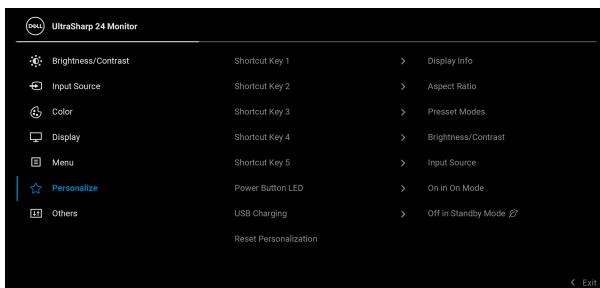 DELL UltraSharp 24 Monitor
Brightness/Contrast Shortcut Key 1 > Display Info
Input Source Shortcut Key 2 > Aspect Ratio
Color Shortcut Key 3 > Presset Modes
Display Shortcut Key 4 > Brightness/Contrast
Menu Shortcut Key 5 > Input Source
Personalize Power Button LED > On in On Mode
Others USB Charging > Off in Standby Mode
Reset Personalization
< Exit